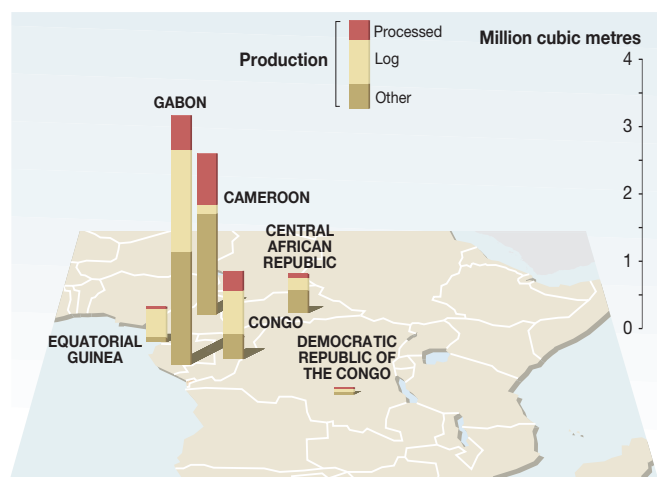 Production
Processed
Log
Other
Million cubic metres
4
3
2
1
0
GABON
CAMEROON
CENTRAL
AFRICAN
REPUBLIC
EQUATORIAL
GUINEA
CONGO
DEMOCRATIC
REPUBLIC OF
THE CONGO